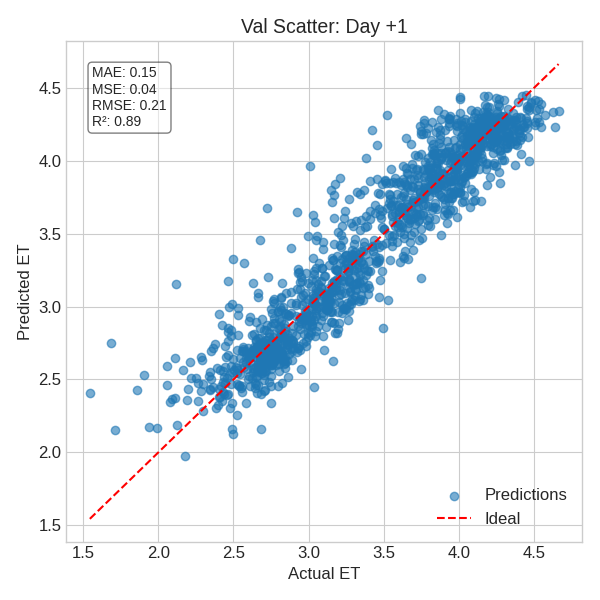 Val Scatter: Day +1
MAE: 0.15
MSE: 0.04
RMSE: 0.21
R²: 0.89
Predicted ET
4.5
4.0
3.5
3.0
2.5
2.0
1.5
Predictions
Ideal
1.5 2.0 2.5 3.0 3.5 4.0 4.5
Actual ET